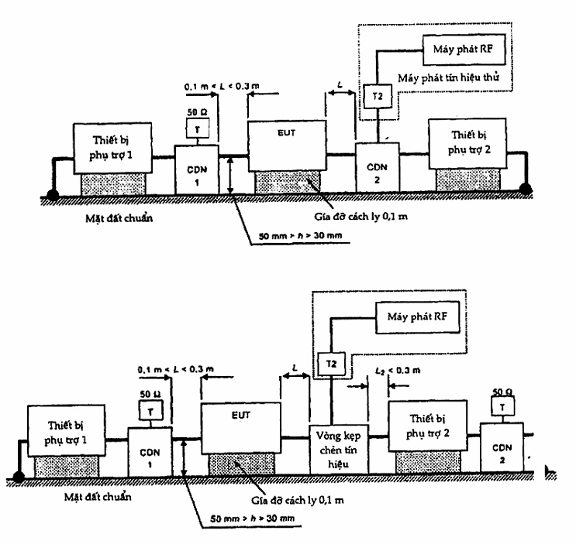 Máy phát RF
Máy phát tín hiệu thử
T2
0,1 m < L < 0.3 m
L
50 Ω
T
Thiết bị
phụ trợ 1
CDN
1
EUT
CDN
2
Thiết bị
phụ trợ 2
Mặt đất chuẩn
Gía đỡ cách ly 0,1 m
50 mm > h > 30 mm
Máy phát RF
T2
0,1 m < L < 0.3 m
L
L₂ < 0.3 m
50 Ω
T
50 Ω
T
Thiết bị
phụ trợ 1
CDN
1
EUT
Vòng kẹp
chèn tín
hiệu
Thiết bị
phụ trợ 2
CDN
2
Mặt đất chuẩn
Gía đỡ cách ly 0,1 m
50 mm > h > 30 mm